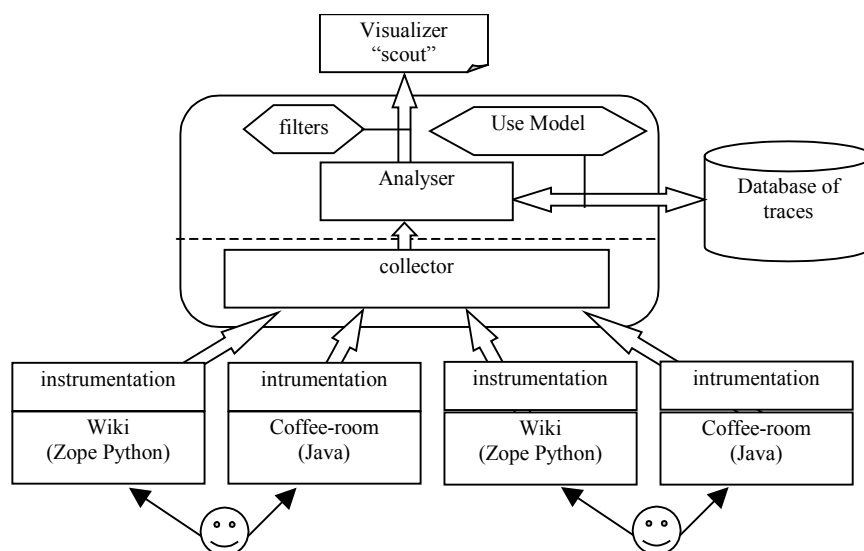 Visualizer
“scout”
filters
Use Model
Analyser
Database of
traces
collector
instrumentation
intrumentation
instrumentation
intrumentation
Wiki
(Zope Python)
Coffee-room
(Java)
Wiki
(Zope Python)
Coffee-room
(Java)